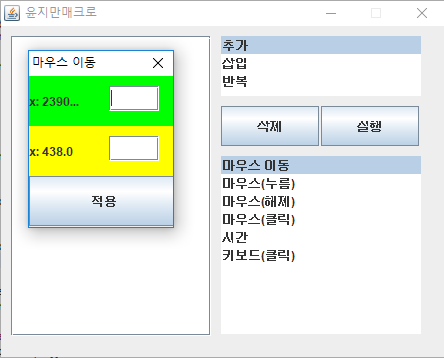 윤지만매크로
마우스 이동
x: 2390...
x: 438.0
적용
추가
삽입
반복
삭제
실행
마우스 이동
마우스(누름)
마우스(해제)
마우스(클릭)
시간
키보드(클릭)